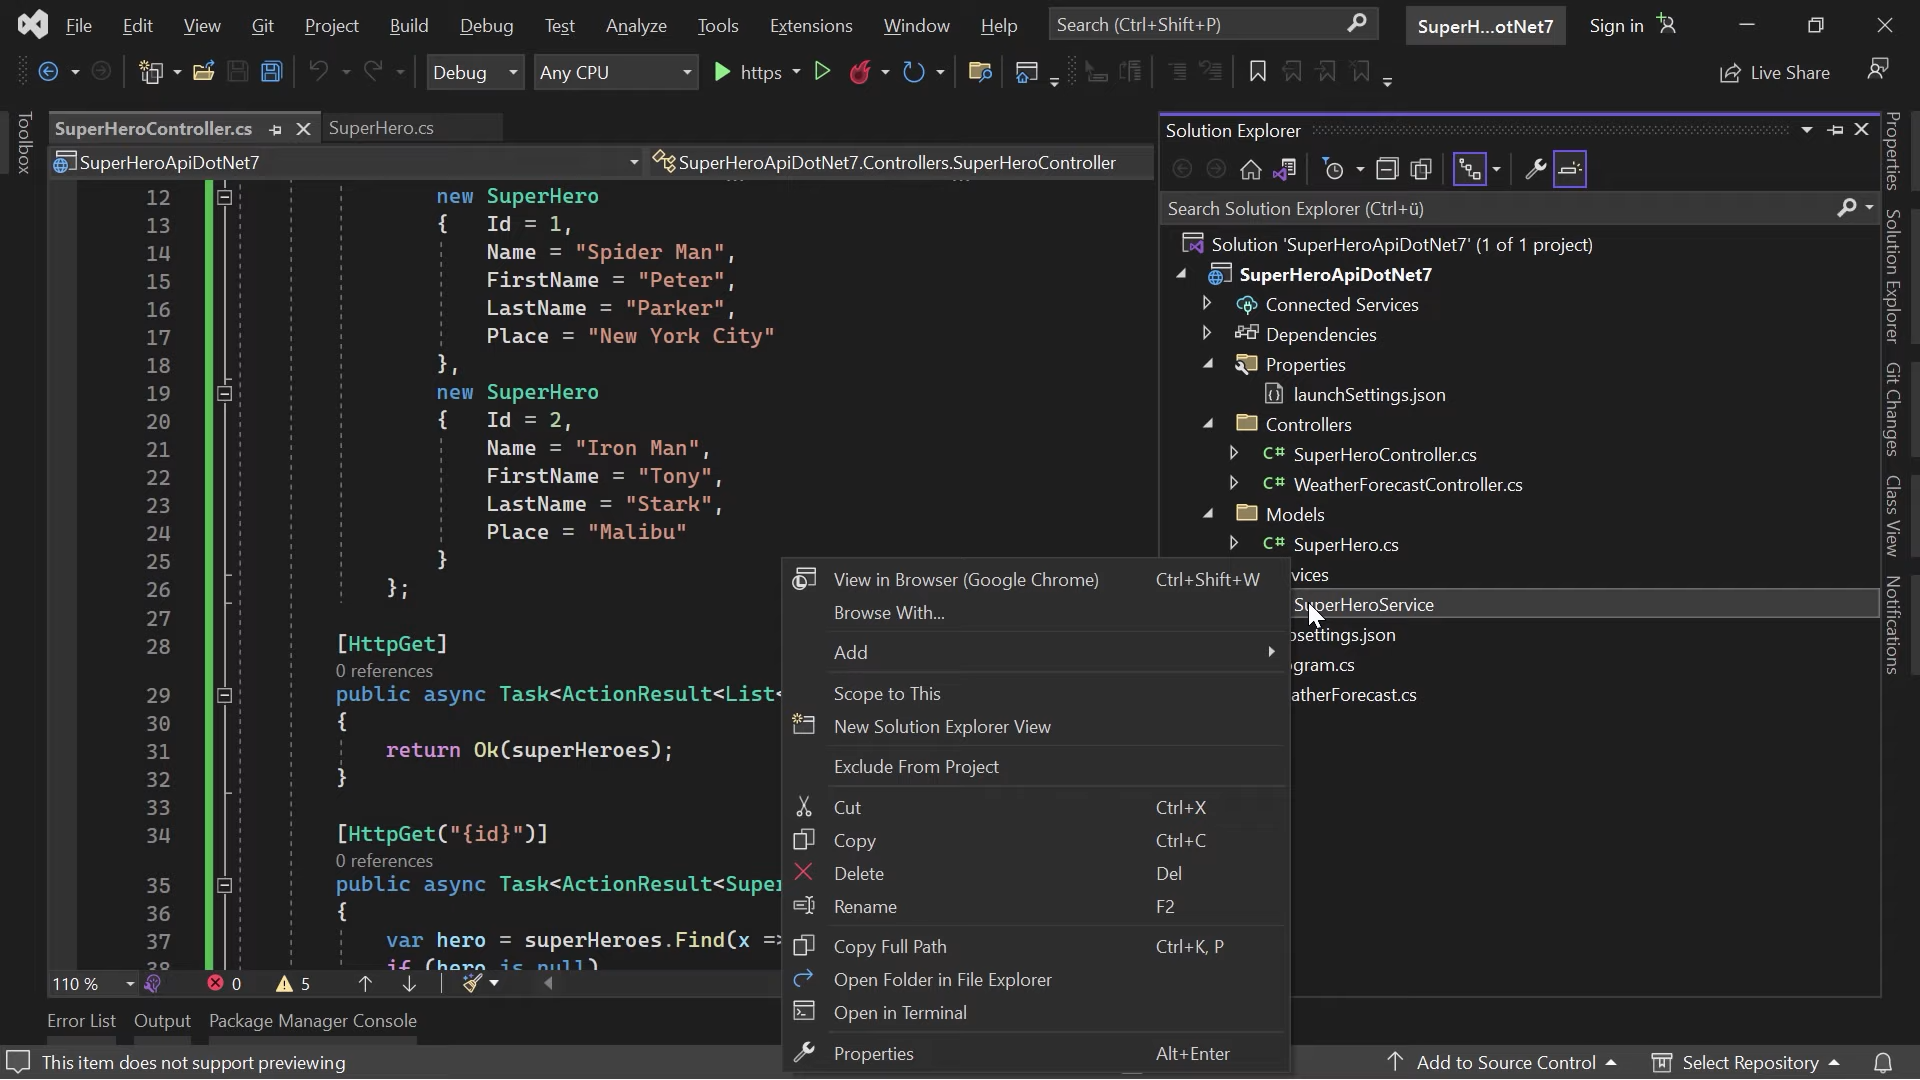 File Edit View Git Project Build Debug Test Analyze Tools Extensions Window Help Search (Ctrl+Shift+P) SuperH...otNet7 Sign in
Debug Any CPU https Live Share
Toolbox
SuperHeroController.cs SuperHero.cs
SuperHeroApiDotNet7 SuperHeroApiDotNet7.Controllers.SuperHeroController
12 new SuperHero
13 { Id = 1,
14 Name = "Spider Man",
15 FirstName = "Peter",
16 LastName = "Parker",
17 Place = "New York City"
18 },
19 new SuperHero
20 { Id = 2,
21 Name = "Iron Man",
22 FirstName = "Tony",
23 LastName = "Stark",
24 Place = "Malibu"
25 }
26 };
27
28 [HttpGet]
0 references
29 public async Task<ActionResult<List<
30 {
31 return Ok(superHeroes);
32 }
33
34 [HttpGet("{id}")]
0 references
35 public async Task<ActionResult<Super
36 {
37 var hero = superHeroes.Find(x =>
38 if (hero is null)
110 % 0 5
Error List Output Package Manager Console
This item does not support previewing
View in Browser (Google Chrome) Ctrl+Shift+W
Browse With...
Add
Scope to This
New Solution Explorer View
Exclude From Project
Cut Ctrl+X
Copy Ctrl+C
Delete Del
Rename F2
Copy Full Path Ctrl+K, P
Open Folder in File Explorer
Open in Terminal
Properties Alt+Enter
Solution Explorer
Search Solution Explorer (Ctrl+ü)
Solution 'SuperHeroApiDotNet7' (1 of 1 project)
SuperHeroApiDotNet7
Connected Services
Dependencies
Properties
launchSettings.json
Controllers
C# SuperHeroController.cs
C# WeatherForecastController.cs
Models
C# SuperHero.cs
vices
SuperHeroService
psettings.json
gram.cs
atherForecast.cs
Properties
Solution Explorer
Git Changes
Class View
Notifications
Add to Source Control Select Repository